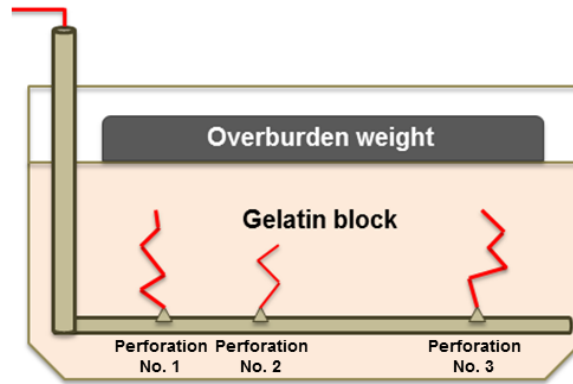 Overburden weight
Gelatin block
Perforation
No. 1
Perforation
No. 2
Perforation
No. 3